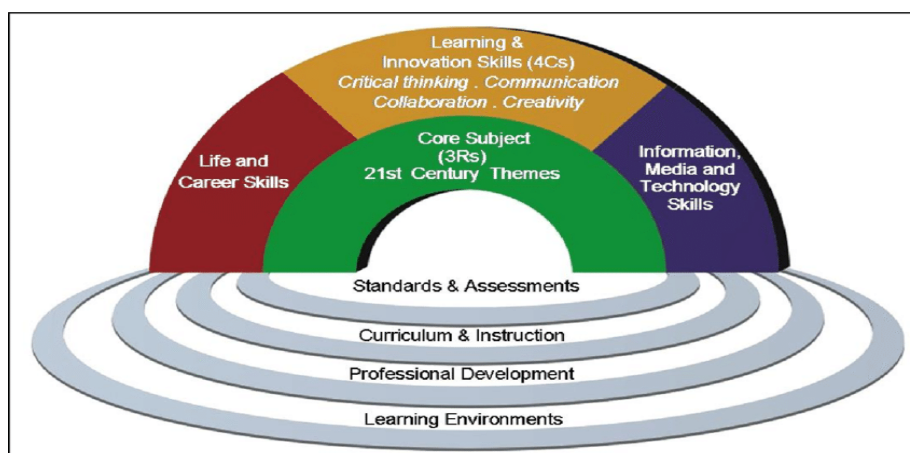 Learning &
Innovation Skills (4Cs)
Critical thinking . Communication
Collaboration . Creativity
Core Subject
(3Rs)
21st Century Themes
Life and
Career Skills
Information,
Media and
Technology
Skills
Standards & Assessments
Curriculum & Instruction
Professional Development
Learning Environments